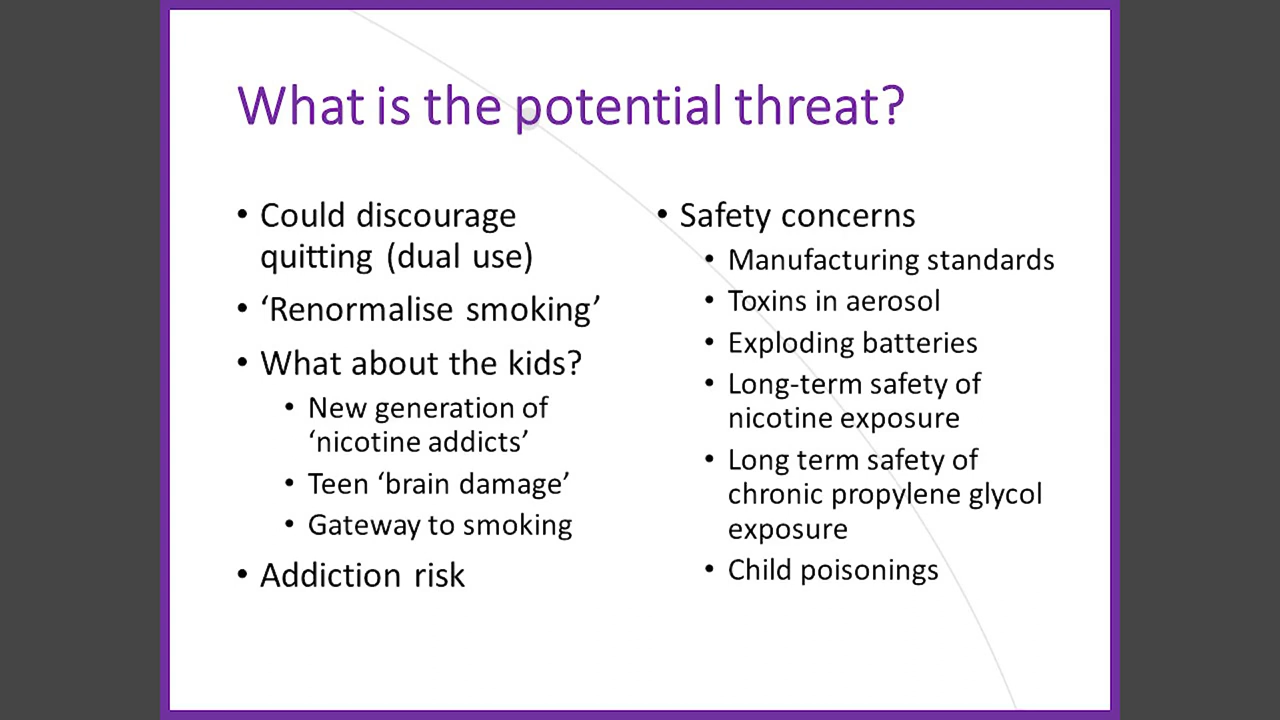 What is the potential threat?
• Could discourage
quitting (dual use)
• ‘Renormalise smoking’
• What about the kids?
• New generation of
‘nicotine addicts’
• Teen ‘brain damage’
• Gateway to smoking
• Addiction risk
• Safety concerns
• Manufacturing standards
• Toxins in aerosol
• Exploding batteries
• Long-term safety of
nicotine exposure
• Long term safety of
chronic propylene glycol
exposure
• Child poisonings